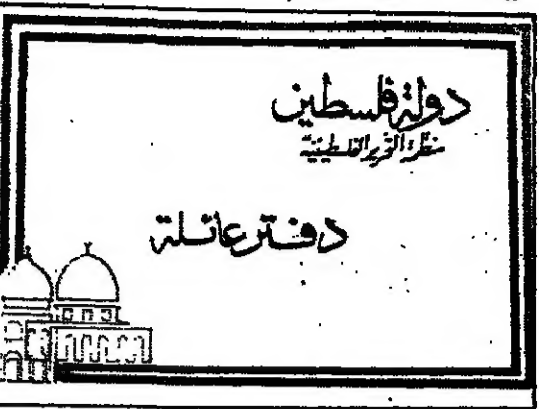 دولة فلسطين
منظمة التحرير الفلسطينية
دفتر عائلة